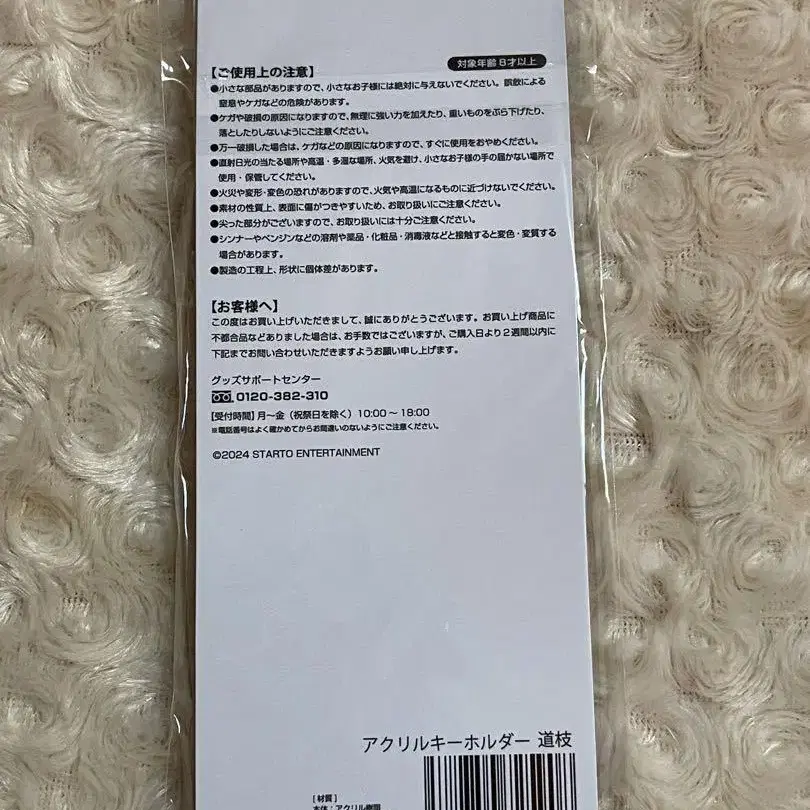 対象年齢8才以上
【ご使用上の注意】
●小さな部品がありますので、小さなお子様には絶対に与えないでください。誤飲による
窒息やケガなどの危険があります。
●ケガや破損の原因になりますので、無理に強い力を加えたり、重いものをぶら下げたり、
落としたりしないようにご注意ください。
●万一破損した場合は、ケガなどの原因になりますので、すぐに使用をおやめください。
●直射日光の当たる場所や高温・多湿な場所、火気を避け、小さなお子様の手の届かない場所で
使用・保管してください。
●火災や変形・変色の恐れがありますので、火気や高温になるものに近づけないでください。
●素材の性質上、表面に傷がつきやすいため、お取り扱いにご注意ください。
●尖った部分がございますので、お取り扱いには十分ご注意ください。
●シンナーやベンジンなどの溶剤や薬品・化粧品・消毒液などと接触すると変色・変質する
場合があります。
●製造の工程上、形状に個体差があります。
【お客様へ】
この度はお買い上げいただきまして、誠にありがとうございます。お買い上げ商品に
不都合品などありました場合は、お手数ではございますが、ご購入日より2週間以内に
下記までお問い合わせいただきますようお願い申し上げます。
グッズサポートセンター
0120-382-310
【受付時間】月～金（祝祭日を除く）10:00～18:00
※電話番号はよく確かめてからお間違いのないようにご注意ください。
©2024 STARTO ENTERTAINMENT
アクリルキーホルダー 道枝
[材質]
本体：アクリル樹脂